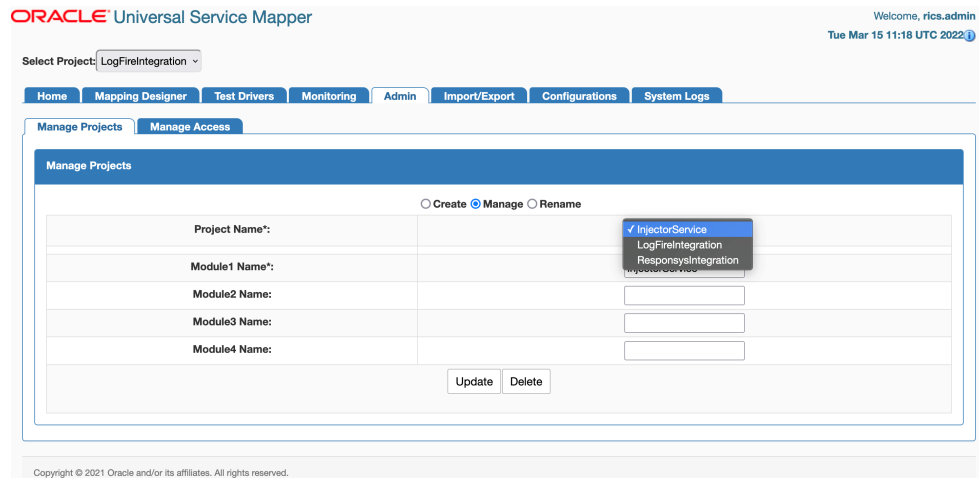 ORACLE® Universal Service Mapper
Welcome, rics.admin
Tue Mar 15 11:18 UTC 2022
Select Project: LogFireIntegration
Home Mapping Designer Test Drivers Monitoring Admin Import/Export Configurations System Logs
Manage Projects Manage Access
Manage Projects
Create Manage Rename
Project Name*:
✓ InjectorService
LogFireIntegration
ResponsysIntegration
Module1 Name*: InjectorService
Module2 Name:
Module3 Name:
Module4 Name:
Update Delete
Copyright © 2021 Oracle and/or its affiliates. All rights reserved.